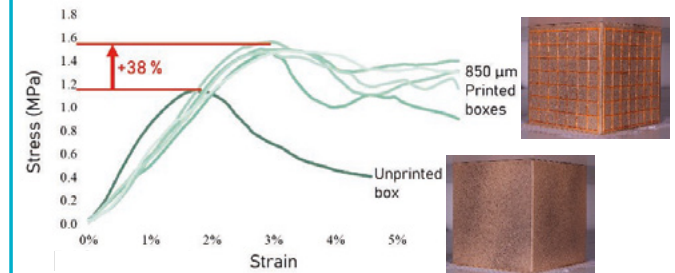 1.8
1.6
1.4
1.2
1.0
0.8
0.6
0.4
0.2
0.0
Stress (MPa)
+38 %
850 µm
Printed
boxes
Unprinted
box
0%
1%
2%
3%
4%
5%
Strain